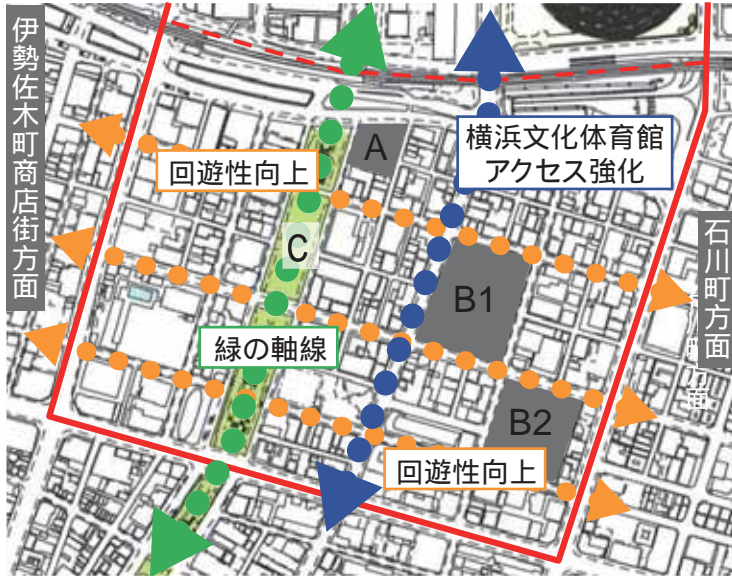 伊勢佐木町商店街方面
A
横浜文化体育館
アクセス強化
回遊性向上
C
石川町方面
B1
緑の軸線
B2
回遊性向上